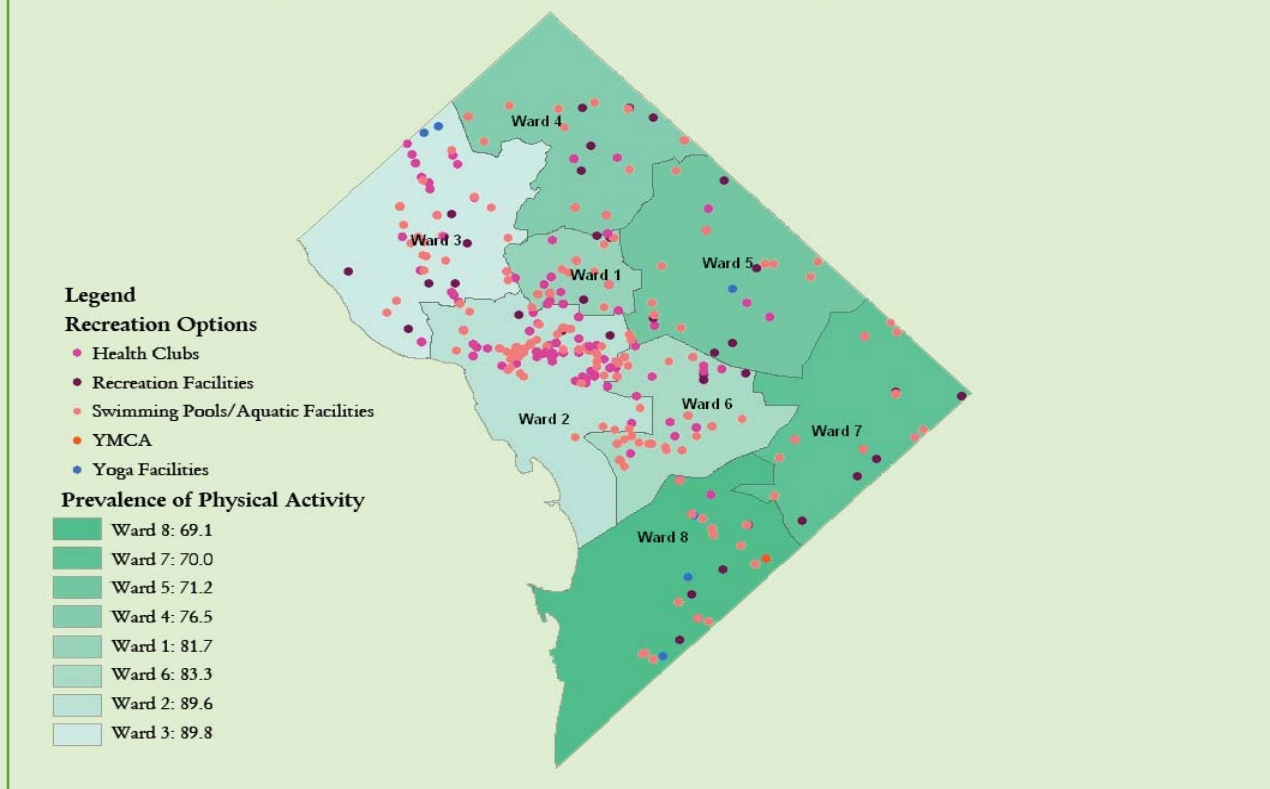 Ward 4
Ward 3
Ward 5
Ward 1
Legend
Recreation Options
Health Clubs
Recreation Facilities
Swimming Pools/Aquatic Facilities
YMCA
Yoga Facilities
Ward 6
Ward 2
Ward 7
Ward 8
Prevalence of Physical Activity
Ward 8: 69.1
Ward 7: 70.0
Ward 5: 71.2
Ward 4: 76.5
Ward 1: 81.7
Ward 6: 83.3
Ward 2: 89.6
Ward 3: 89.8